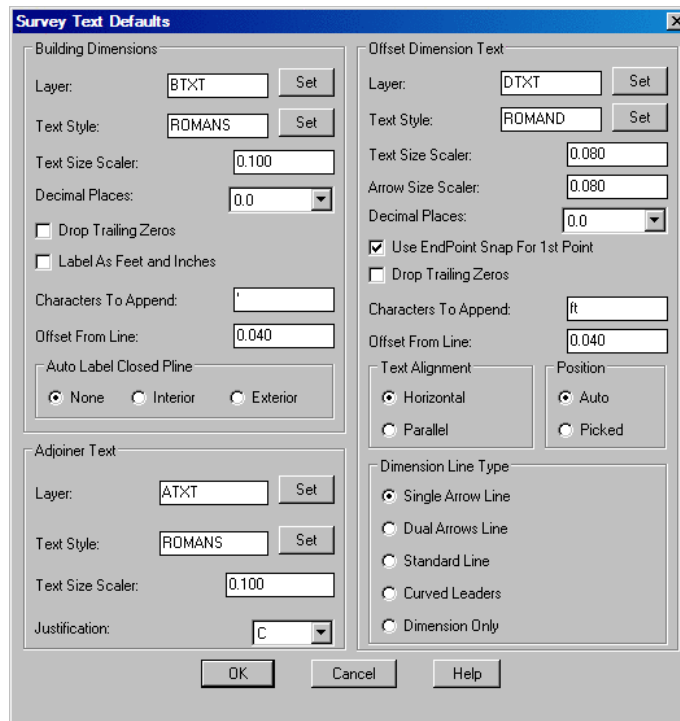 Survey Text Defaults
Building Dimensions
Layer: BTXT Set
Text Style: ROMANS Set
Text Size Scaler: 0.100
Decimal Places: 0.0
Drop Trailing Zeros
Label As Feet and Inches
Characters To Append: '
Offset From Line: 0.040
Auto Label Closed Pline
None Interior Exterior
Adjoiner Text
Layer: ATXT Set
Text Style: ROMANS Set
Text Size Scaler: 0.100
Justification: C
Offset Dimension Text
Layer: DTXT Set
Text Style: ROMAND Set
Text Size Scaler: 0.080
Arrow Size Scaler: 0.080
Decimal Places: 0.0
Use EndPoint Snap For 1st Point
Drop Trailing Zeros
Characters To Append: ft
Offset From Line: 0.040
Text Alignment
Horizontal
Parallel
Position
Auto
Picked
Dimension Line Type
Single Arrow Line
Dual Arrows Line
Standard Line
Curved Leaders
Dimension Only
OK Cancel Help